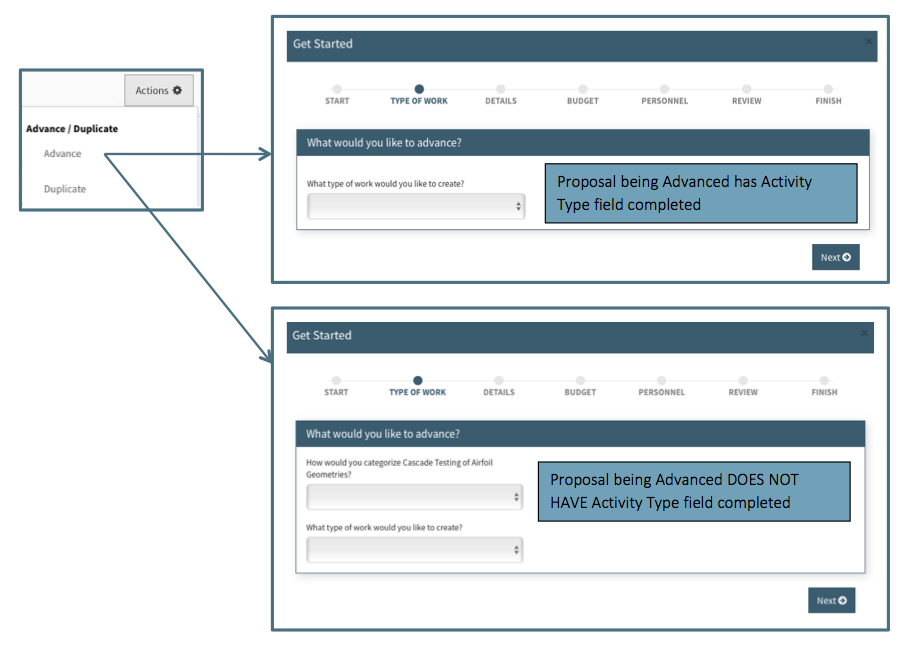 Actions
Advance / Duplicate
Advance
Duplicate
Get Started
×
START TYPE OF WORK DETAILS BUDGET PERSONNEL REVIEW FINISH
What would you like to advance?
What type of work would you like to create?
Proposal being Advanced has Activity
Type field completed
Next
Get Started
×
START TYPE OF WORK DETAILS BUDGET PERSONNEL REVIEW FINISH
What would you like to advance?
How would you categorize Cascade Testing of Airfoil
Geometries?
Proposal being Advanced DOES NOT
HAVE Activity Type field completed
What type of work would you like to create?
Next